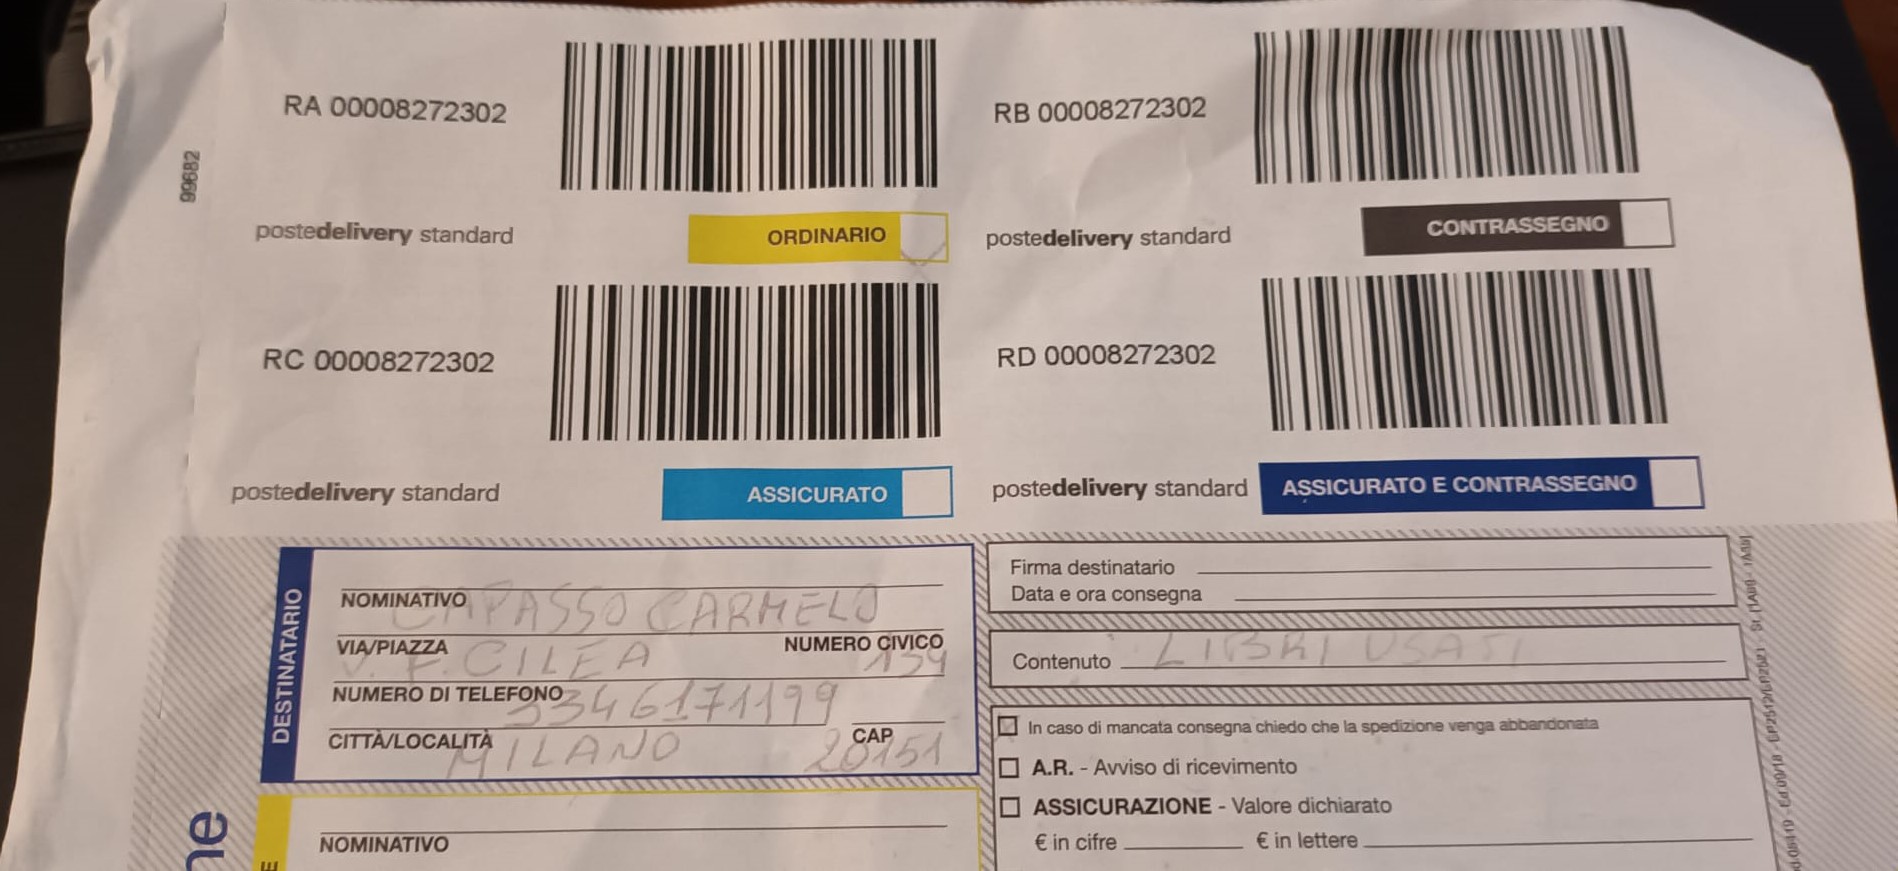 RA 00008272302
RB 00008272302
99682
postedelivery standard ORDINARIO
postedelivery standard CONTRASSEGNO
RC 00008272302
RD 00008272302
postedelivery standard ASSICURATO
postedelivery standard ASSICURATO E CONTRASSEGNO
DESTINATARIO
CAPASSO CARMELO
NOMINATIVO
V. F. CILEA 134
VIA/PIAZZA NUMERO CIVICO
3346171199
NUMERO DI TELEFONO
MILANO 20151
CITTÀ/LOCALITÀ CAP
NOMINATIVO
Firma destinatario
Data e ora consegna
Contenuto LIBRI USATI
In caso di mancata consegna chiedo che la spedizione venga abbandonata
A.R. - Avviso di ricevimento
ASSICURAZIONE - Valore dichiarato
€ in cifre € in lettere